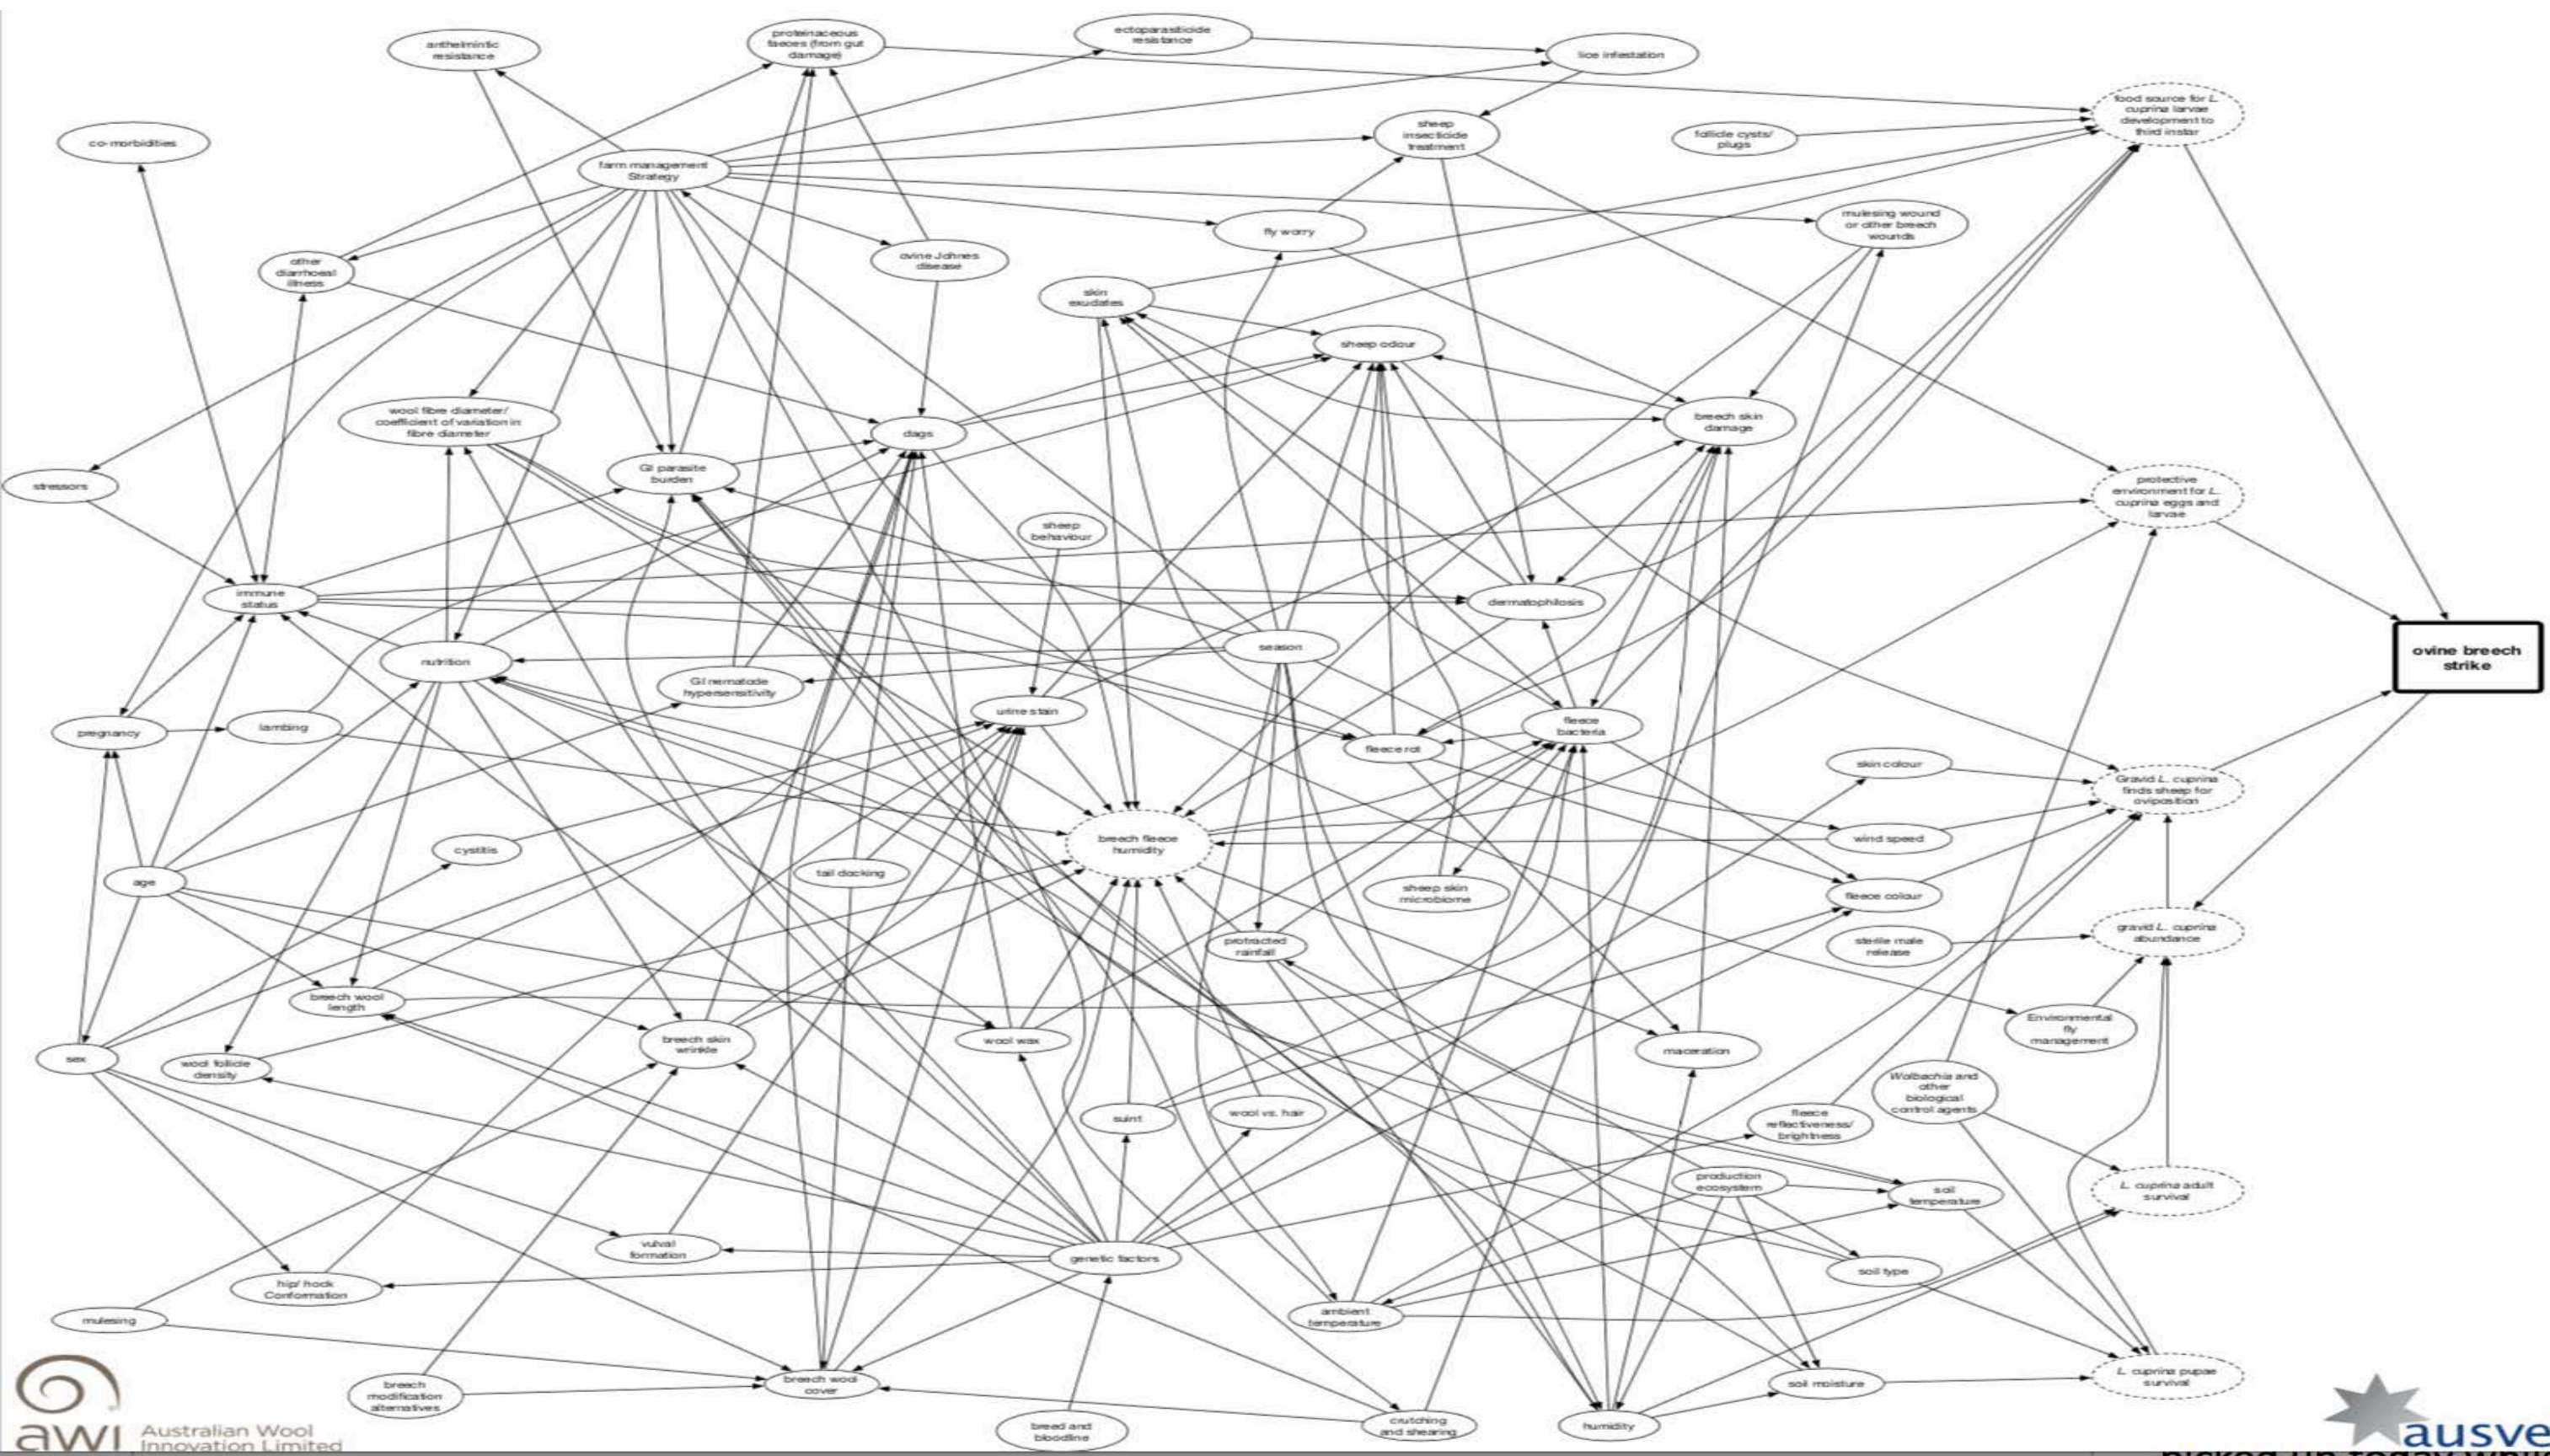 anthelmintic
resistance
proteinaceous
faeces (from gut
damage)
ectoparasiticide
resistance
lice infestation
food source for L.
cuprina larvae
development to
third instar
follicle cysts/
plugs
sheep
insecticide
treatment
co-morbidities
farm management
Strategy
mulesing wound
or other breech
wounds
fly worry
other
diarrhoeal
illness
ovine Johnes
disease
skin
exudates
sheep odour
wool fibre diameter/
coefficient of variation in
fibre diameter
dags
breech skin
damage
GI parasite
burden
stressors
protective
environment for L.
cuprina eggs and
larvae
sheep
behaviour
immune
status
dermatophilosis
nutrition
season
ovine breech
strike
GI nematode
hypersensitivity
urine stain
pregnancy
lambing
fleece
bacteria
fleece rot
skin colour
Gravid L. cuprina
finds sheep for
oviposition
cystitis
breech fleece
humidity
wind speed
age
tail docking
sheep skin
microbiome
fleece colour
protracted
rainfall
sterile male
release
gravid L. cuprina
abundance
breech wool
length
sex
wool follicle
density
breech skin
wrinkle
wool wax
maceration
Environmental
fly
management
Wolbachia and
other
biological
control agents
suint
wool vs. hair
fleece
reflectiveness/
brightness
production
ecosystem
soil
temperature
L. cuprina adult
survival
vulval
formation
genetic factors
soil type
hip/ hock
Conformation
mulesing
ambient
temperature
breech
modification
alternatives
breech wool
cover
soil moisture
L. cuprina pupae
survival
breed and
bloodline
crutching
and shearing
humidity
awi
Australian Wool
Innovation Limited
ausve